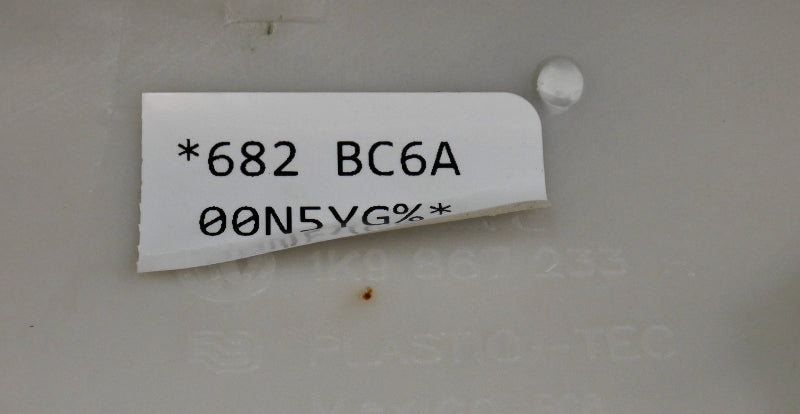 *682 BC6A
00N5YG%*
1K9 867 233 A
PLASTIC-TEC